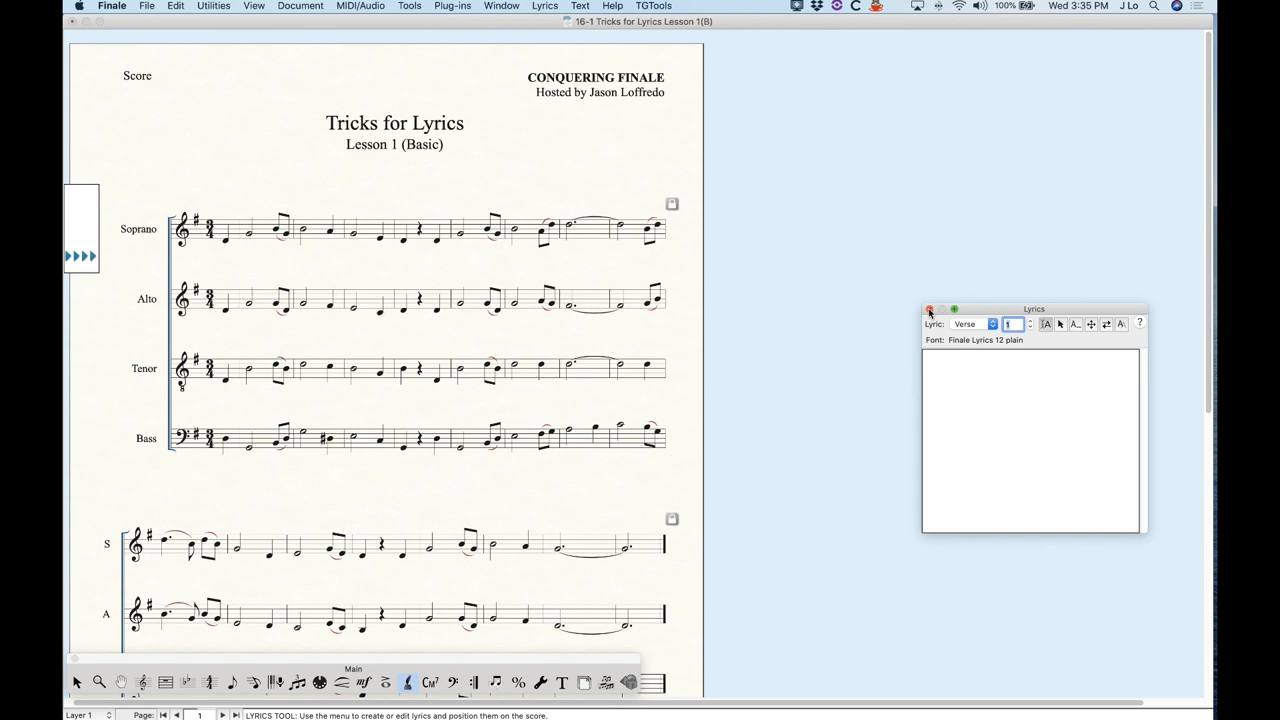 Finale File Edit Utilities View Document MIDI/Audio Tools Plug-ins Window Lyrics Text Help TGTools 100% Wed 3:35 PM J Lo
16-1 Tricks for Lyrics Lesson 1(B)
Score
CONQUERING FINALE
Hosted by Jason Loffredo
Tricks for Lyrics
Lesson 1 (Basic)
Soprano
Alto
Tenor
Bass
S
A
Lyrics
Lyric: Verse 1
Font: Finale Lyrics 12 plain
Main
Layer 1 Page: 1 LYRICS TOOL: Use the menu to create or edit lyrics and position them on the score.